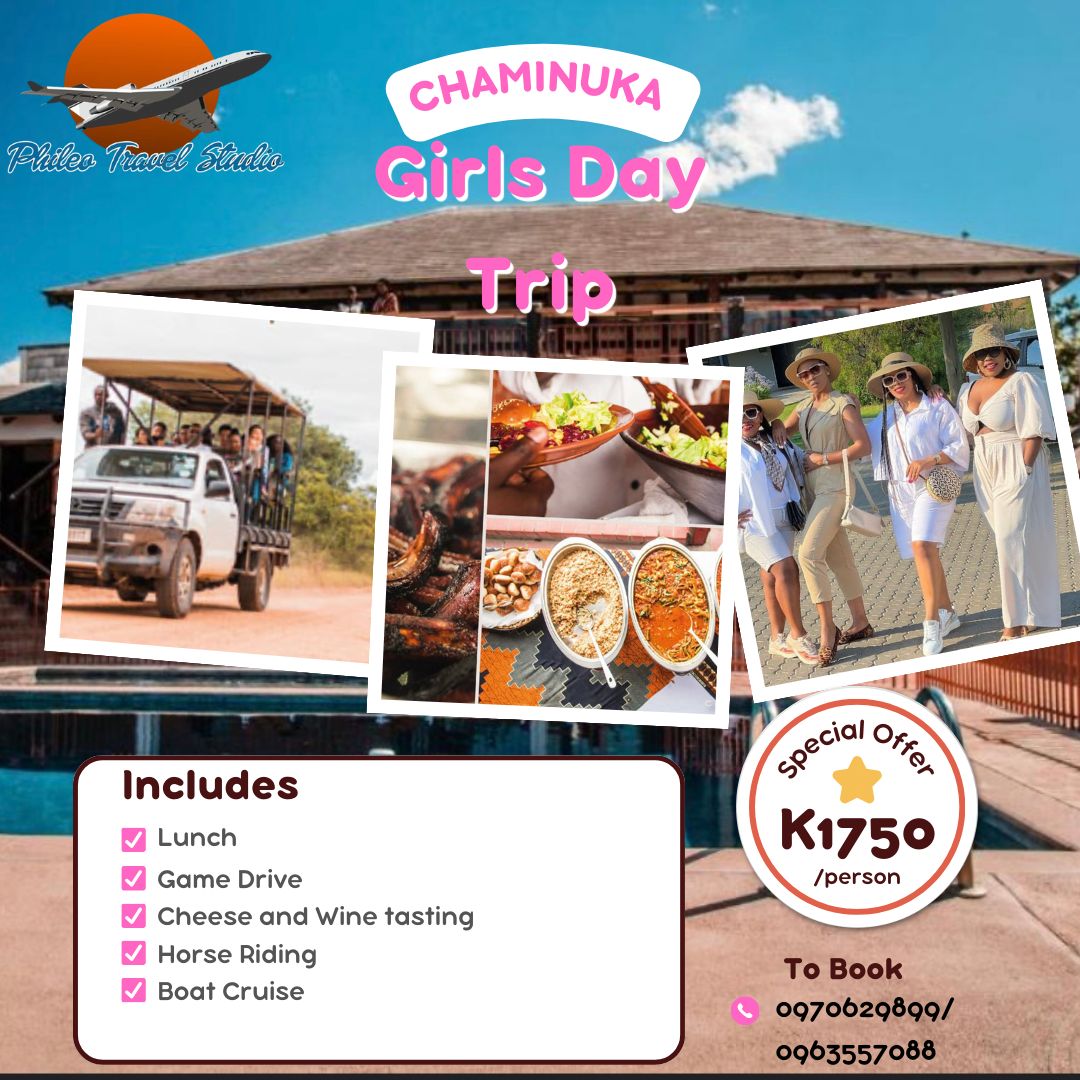 Phileo Travel Studio
CHAMINUKA
Girls Day
Trip
Includes
Lunch
Game Drive
Cheese and Wine tasting
Horse Riding
Boat Cruise
Special Offer
K1750
/person
To Book
0970629899/
0963557088